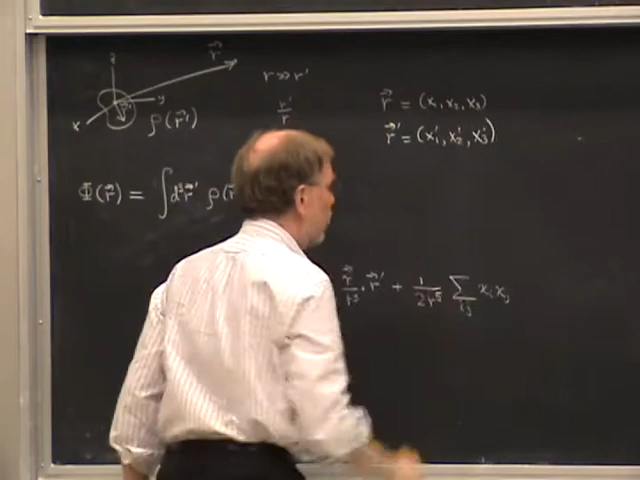 z
r⃗
r ≫ r'
r⃗ = (x₁, x₂, x₃)
r⃗'
y
r'/r
x
ρ(r⃗')
r⃗' = (x₁', x₂', x₃')
Φ(r⃗) = ∫d³r⃗' ρ(r⃗
r⃗/r³ · r⃗' + 1/2r⁵ ∑ᵢⱼ xᵢxⱼ